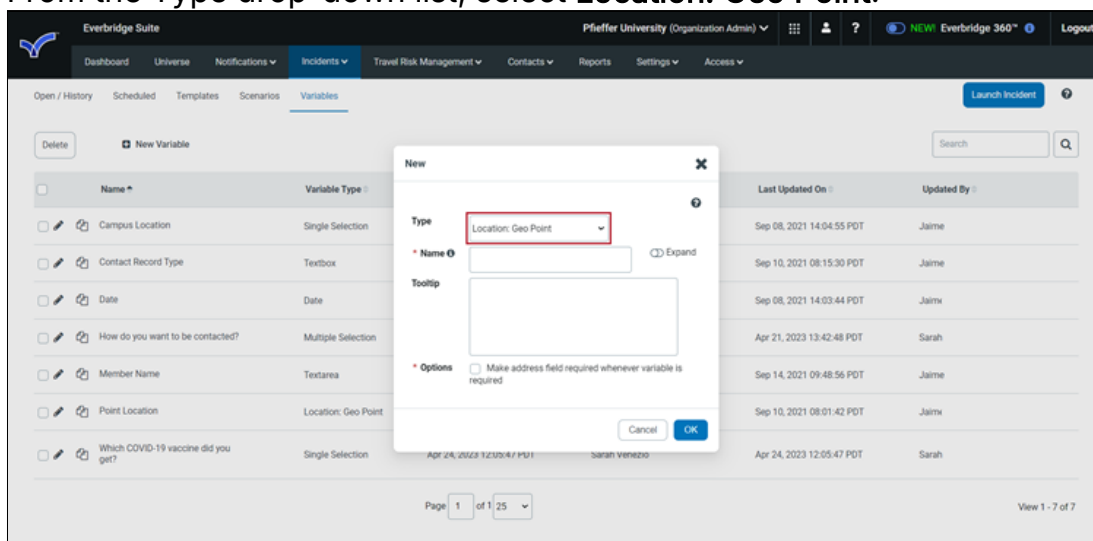 From the Type drop-down list, select Location: Geo Point.
Everbridge Suite
Pfieffer University (Organization Admin)
?
NEW! Everbridge 360™
Logout
Dashboard Universe Notifications Incidents Travel Risk Management Contacts Reports Settings Access
Open / History Scheduled Templates Scenarios Variables Launch Incident
Delete New Variable Search
New
Name Variable Type Last Updated On Updated By
Type Location: Geo Point
Campus Location Single Selection Sep 08, 2021 14:04:55 PDT Jaime
* Name Expand
Contact Record Type Textbox Sep 10, 2021 08:15:30 PDT Jaime
Tooltip
Date Date Sep 08, 2021 14:03:44 PDT Jaime
How do you want to be contacted? Multiple Selection Apr 21, 2023 13:42:48 PDT Sarah
* Options Make address field required whenever variable is
required
Member Name Textarea Sep 14, 2021 09:48:56 PDT Jaime
Point Location Location: Geo Point Sep 10, 2021 08:01:42 PDT Jaime
Cancel OK
Which COVID-19 vaccine did you
get? Single Selection Apr 24, 2023 12:05:47 PDT Sarah Venezio Apr 24, 2023 12:05:47 PDT Sarah
Page 1 of 1 25 View 1 - 7 of 7